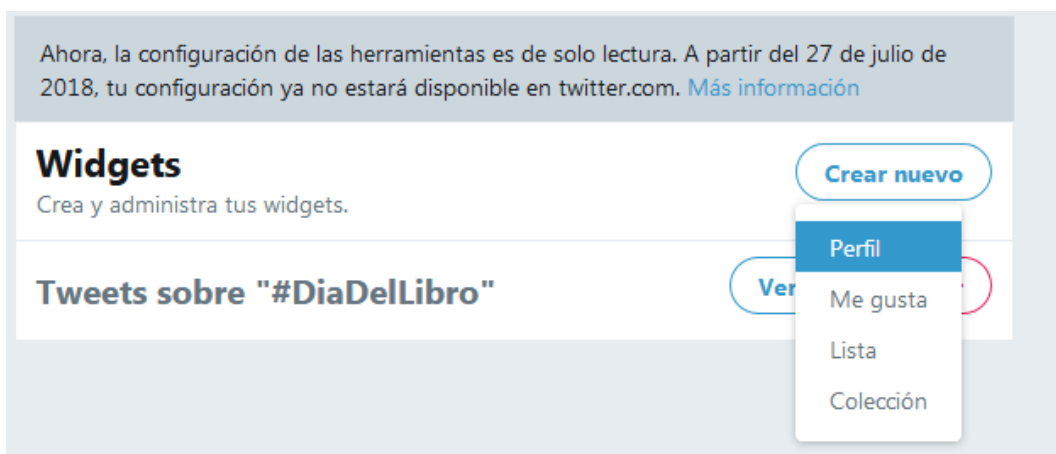 Ahora, la configuración de las herramientas es de solo lectura. A partir del 27 de julio de
2018, tu configuración ya no estará disponible en twitter.com. Más información
Widgets
Crear nuevo
Crea y administra tus widgets.
Perfil
Tweets sobre "#DiaDelLibro"
Ver
Me gusta
Lista
Colección